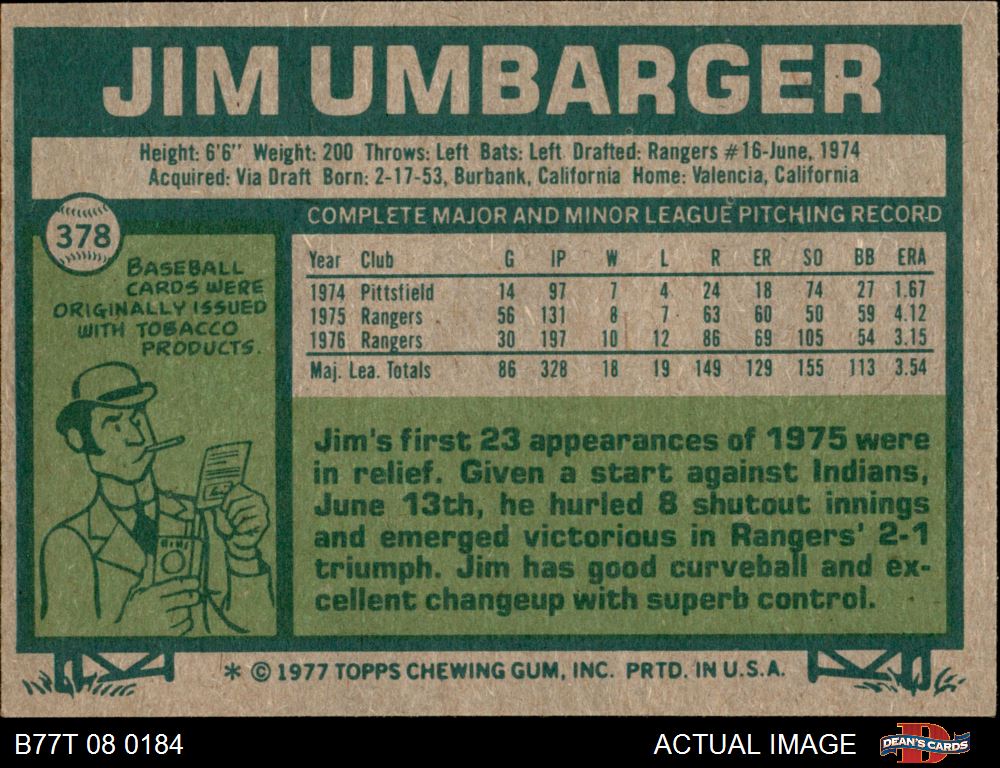 JIM UMBARGER
Height: 6'6" Weight: 200 Throws: Left Bats: Left Drafted: Rangers #16-June, 1974
Acquired: Via Draft Born: 2-17-53, Burbank, California Home: Valencia, California
378
BASEBALL
CARDS WERE
ORIGINALLY ISSUED
WITH TOBACCO
PRODUCTS.
COMPLETE MAJOR AND MINOR LEAGUE PITCHING RECORD
Year Club G IP W L R ER SO BB ERA
1974 Pittsfield 14 97 7 4 24 18 74 27 1.67
1975 Rangers 56 131 8 7 63 60 50 59 4.12
1976 Rangers 30 197 10 12 86 69 105 54 3.15
Maj. Lea. Totals 86 328 18 19 149 129 155 113 3.54
Jim's first 23 appearances of 1975 were
in relief. Given a start against Indians,
June 13th, he hurled 8 shutout innings
and emerged victorious in Rangers' 2-1
triumph. Jim has good curveball and ex-
cellent changeup with superb control.
* © 1977 TOPPS CHEWING GUM, INC. PRTD. IN U.S.A.
B77T 08 0184
ACTUAL IMAGE
DEAN'S CARDS